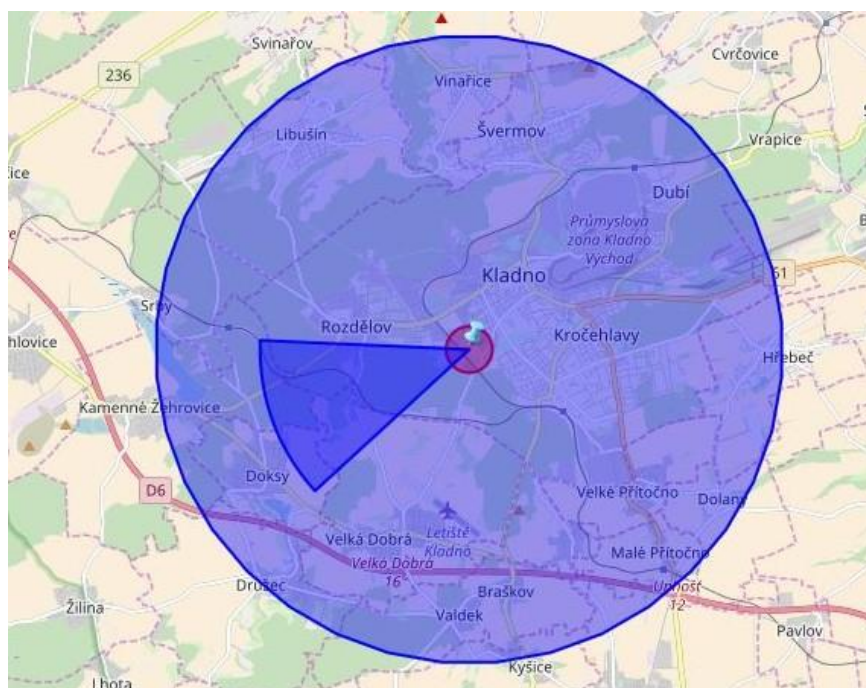 Svinařov
Cvrčovice
236
Vinařice
Libušín
Švermov
Vrapice
Dubí
Průmyslova
zona Kladno
Východ
Kladno
61
Srby
Rozdělov
Kročehlavy
Hřebeč
hlovice
Kamenné Žehrovice
Doksy
D6
Velké Přítočno
Dolany
Letiště
Kladno
Velká Dobrá
Velká Dobrá
16
Malé Přítočno
Družec
Braškov
Unhošť
12
Žilina
Valdek
Pavlov
Kyšice
Lhota